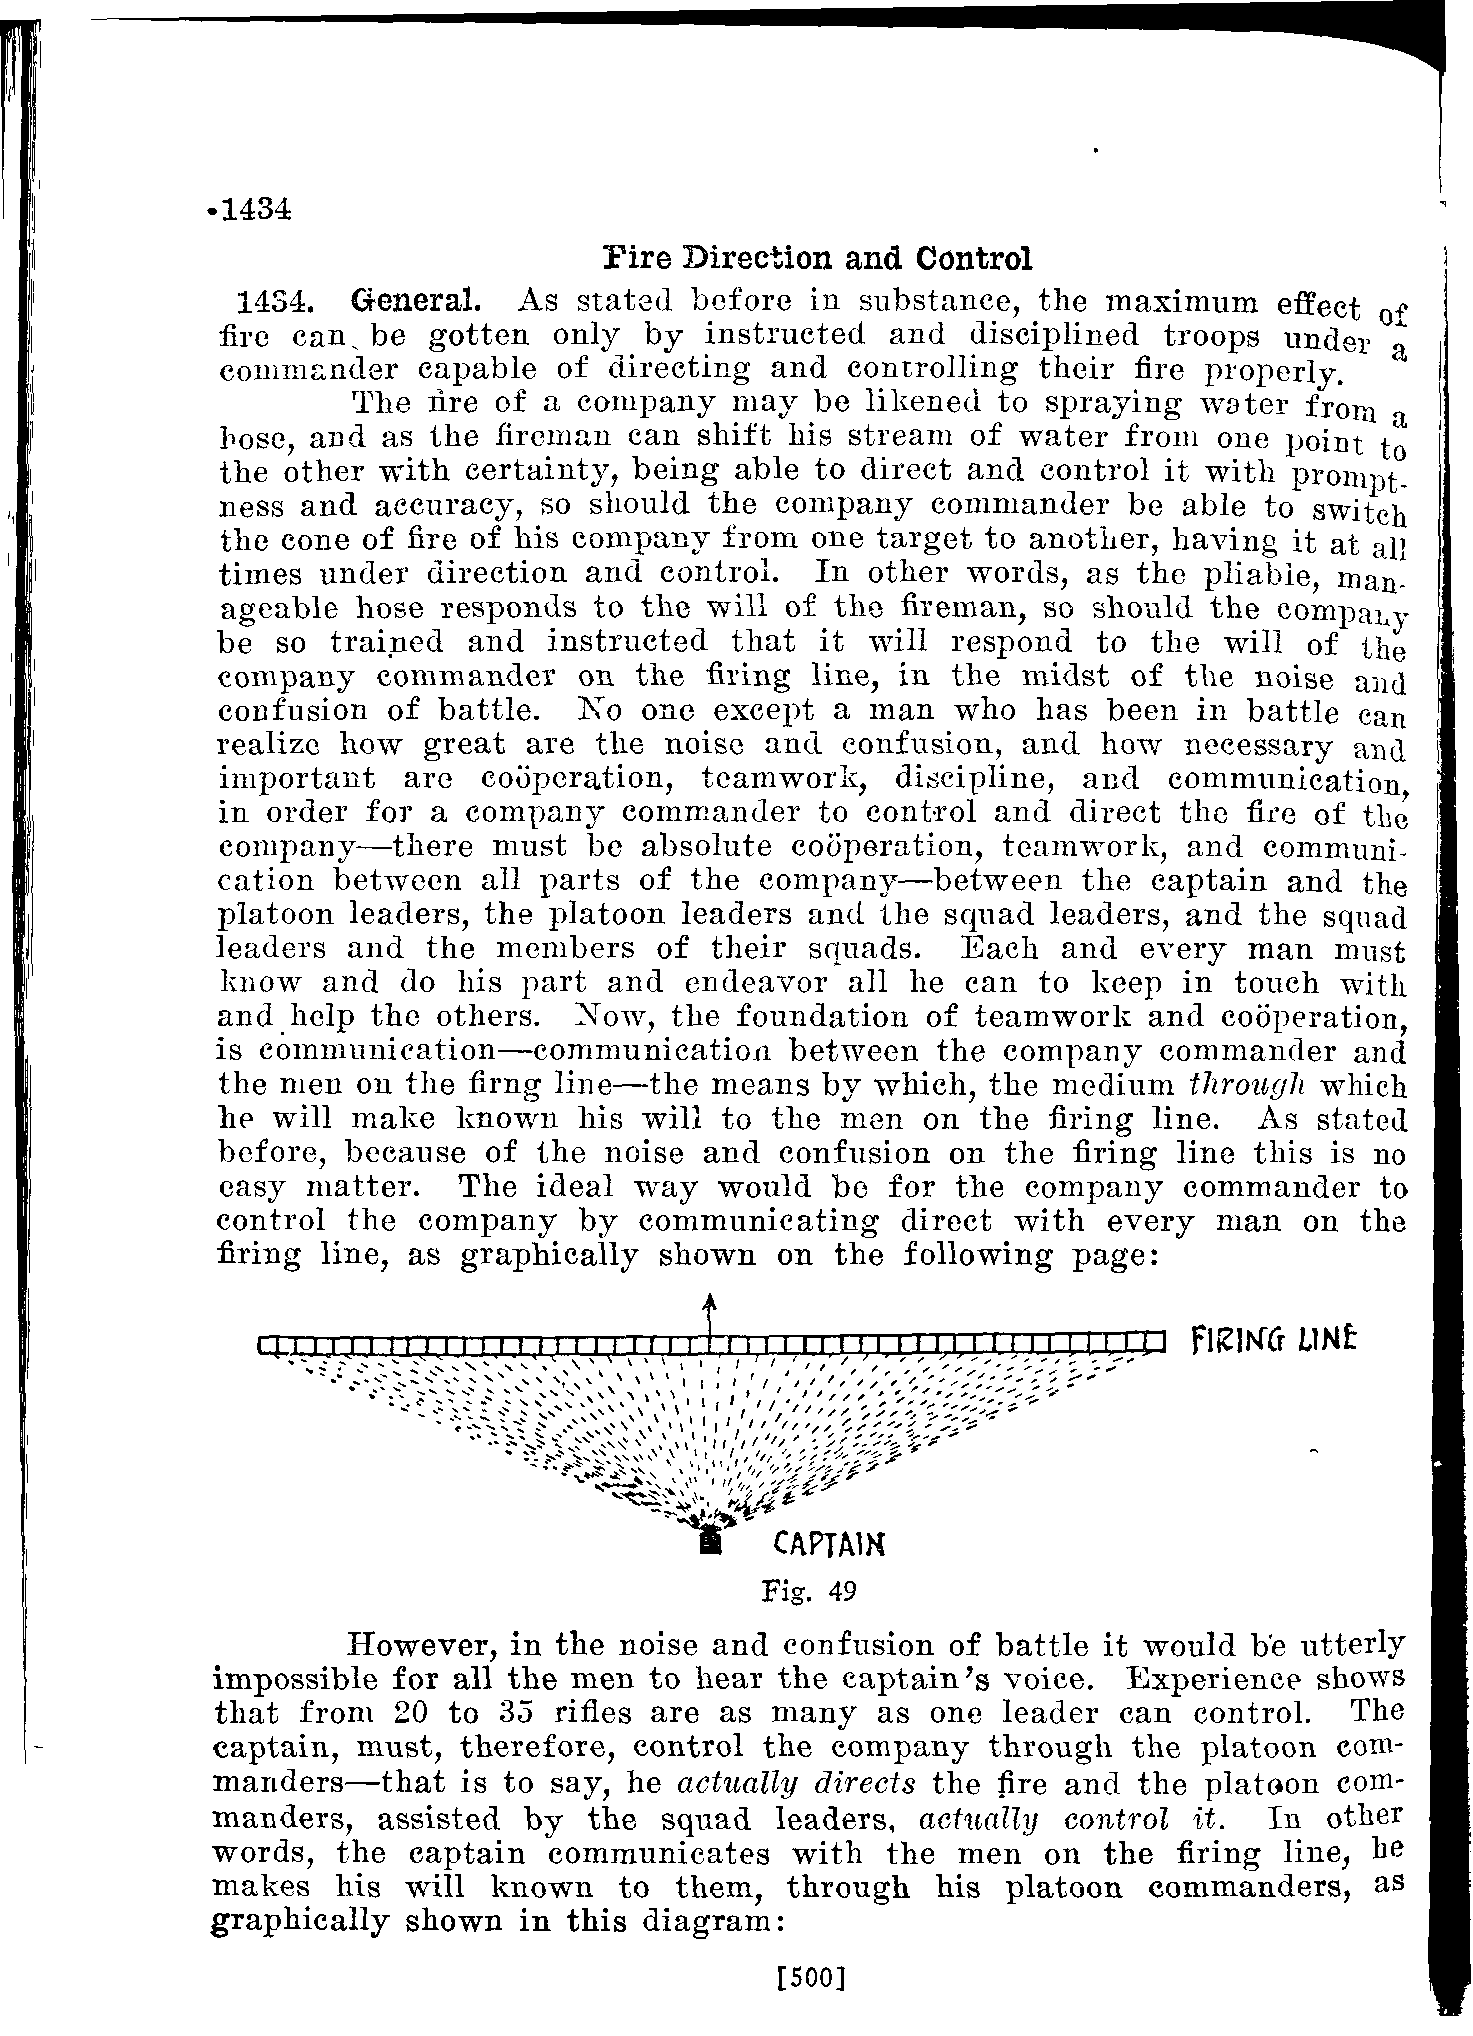 1434
Fire Direction and Control
1434. General. As stated before in substance, the maximum effect of
fire can be gotten only by instructed and disciplined troops under a
commander capable of directing and controlling their fire properly.
The fire of a company may be likened to spraying water from a
hose, and as the fireman can shift his stream of water from one point to
the other with certainty, being able to direct and control it with prompt-
ness and accuracy, so should the company commander be able to switch
the cone of fire of his company from one target to another, having it at all
times under direction and control. In other words, as the pliable, man-
ageable hose responds to the will of the fireman, so should the company
be so trained and instructed that it will respond to the will of the
company commander on the firing line, in the midst of the noise and
confusion of battle. No one except a man who has been in battle can
realize how great are the noise and confusion, and how necessary and
important are coöperation, teamwork, discipline, and communication,
in order for a company commander to control and direct the fire of the
company—there must be absolute coöperation, teamwork, and communi-
cation between all parts of the company—between the captain and the
platoon leaders, the platoon leaders and the squad leaders, and the squad
leaders and the members of their squads. Each and every man must
know and do his part and endeavor all he can to keep in touch with
and help the others. Now, the foundation of teamwork and coöperation,
is communication—communication between the company commander and
the men on the firng line—the means by which, the medium through which
he will make known his will to the men on the firing line. As stated
before, because of the noise and confusion on the firing line this is no
easy matter. The ideal way would be for the company commander to
control the company by communicating direct with every man on the
firing line, as graphically shown on the following page:
FIRING LINE
CAPTAIN
Fig. 49
However, in the noise and confusion of battle it would be utterly
impossible for all the men to hear the captain's voice. Experience shows
that from 20 to 35 rifles are as many as one leader can control. The
captain, must, therefore, control the company through the platoon com-
manders—that is to say, he actually directs the fire and the platoon com-
manders, assisted by the squad leaders, actually control it. In other
words, the captain communicates with the men on the firing line, he
makes his will known to them, through his platoon commanders, as
graphically shown in this diagram:
[500]